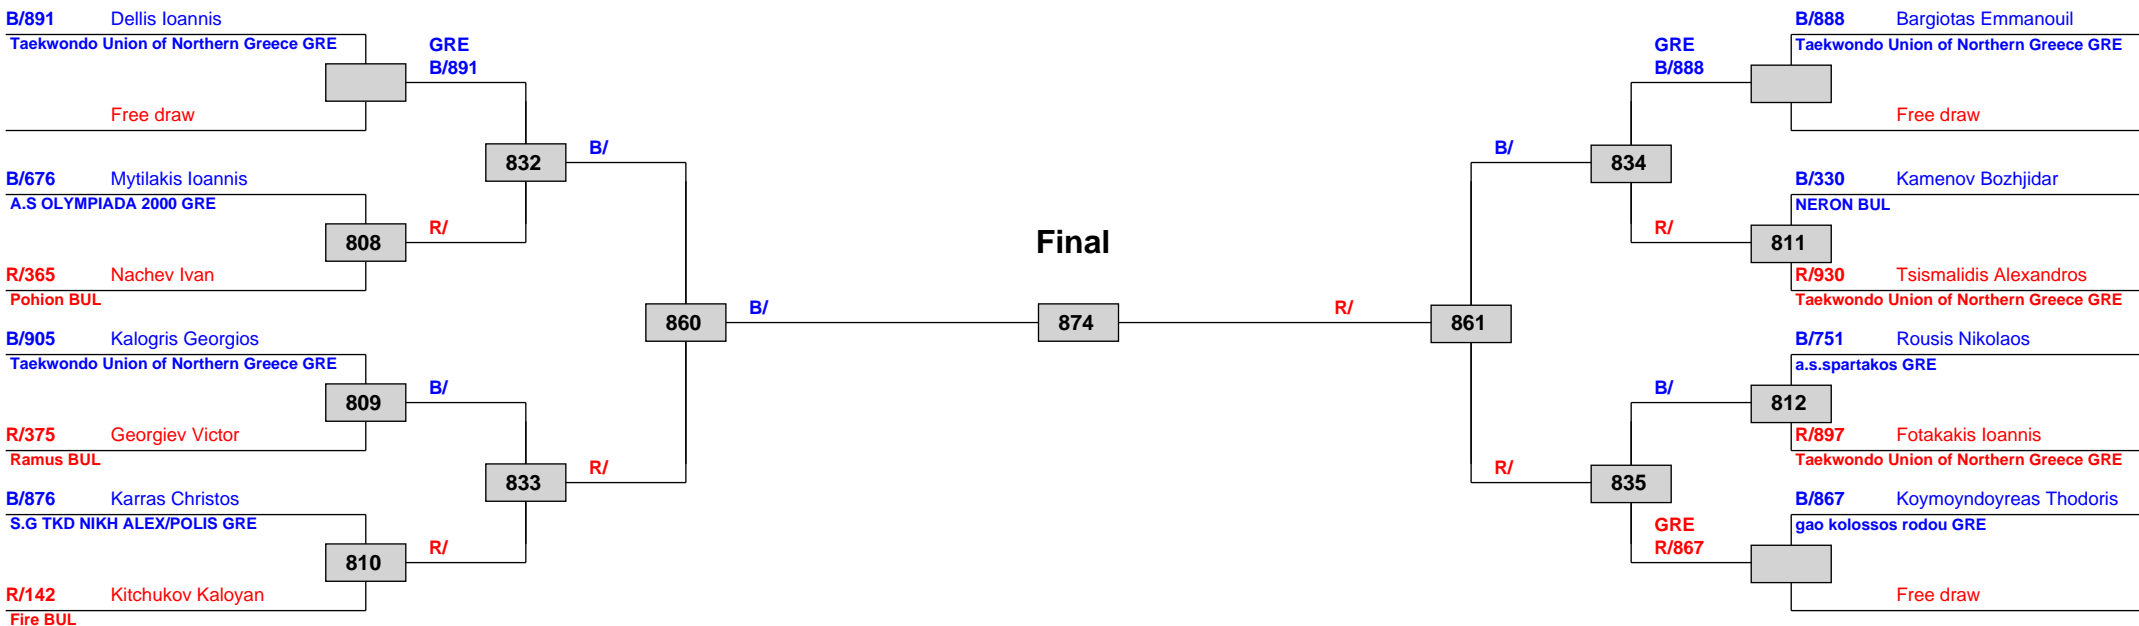 B/891 Dellis Ioannis
Taekwondo Union of Northern Greece GRE
GRE
B/891
Free draw
832
B/
B/676 Mytilakis Ioannis
A.S OLYMPIADA 2000 GRE
808
R/
R/365 Nachev Ivan
Pohion BUL
860
B/
B/905 Kalogris Georgios
Taekwondo Union of Northern Greece GRE
809
B/
R/375 Georgiev Victor
Ramus BUL
833
R/
B/876 Karras Christos
S.G TKD NIKH ALEX/POLIS GRE
810
R/
R/142 Kitchukov Kaloyan
Fire BUL
Final
874
R/
861
B/888 Bargiotas Emmanouil
Taekwondo Union of Northern Greece GRE
GRE
B/888
Free draw
B/
834
B/330 Kamenov Bozhjidar
NERON BUL
R/
811
R/930 Tsismalidis Alexandros
Taekwondo Union of Northern Greece GRE
B/751 Rousis Nikolaos
a.s.spartakos GRE
B/
812
R/897 Fotakakis Ioannis
Taekwondo Union of Northern Greece GRE
R/
835
B/867 Koymoyndoyreas Thodoris
gao kolossos rodou GRE
GRE
R/867
Free draw